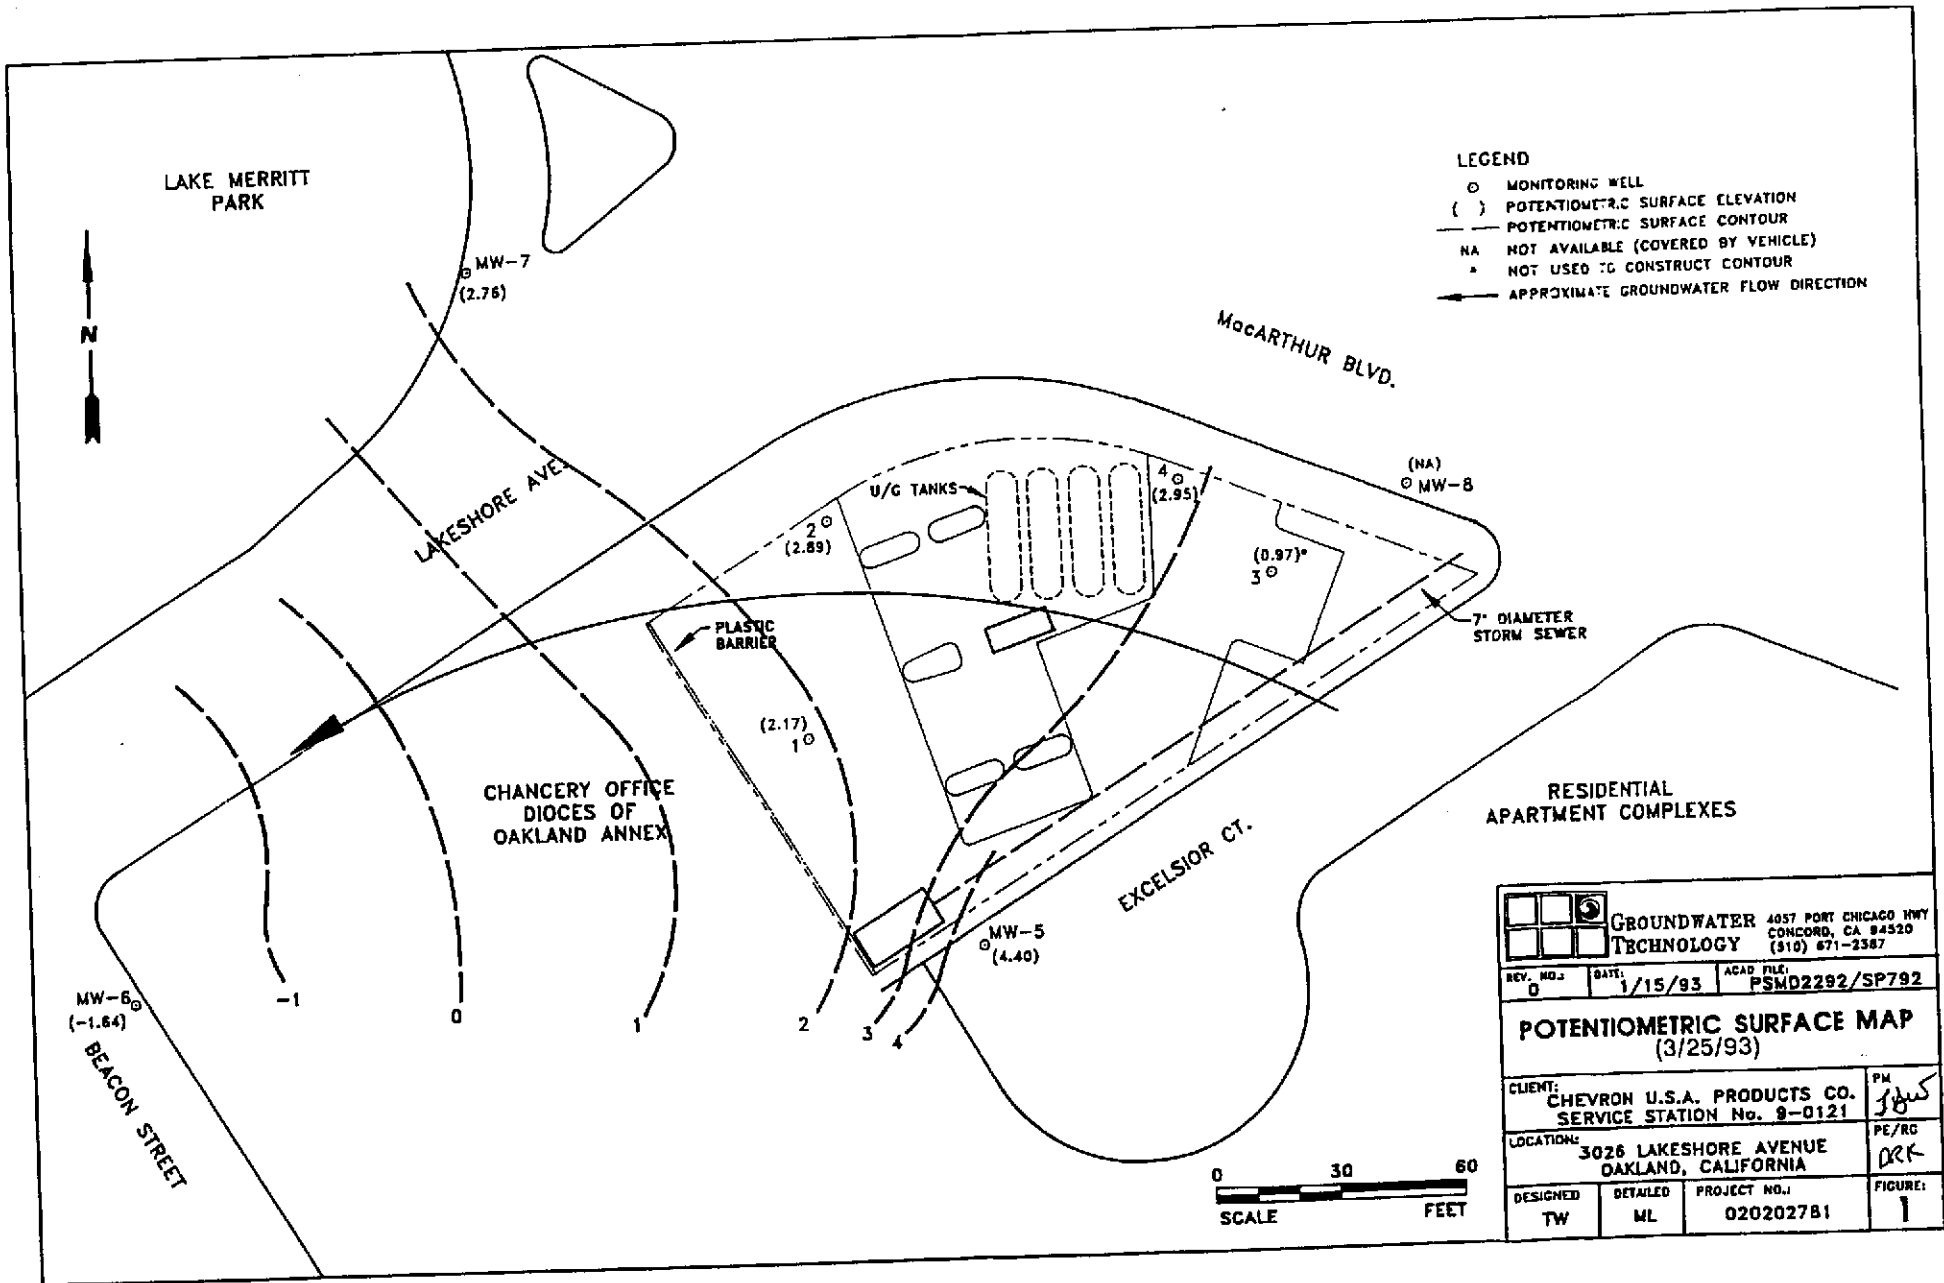 LAKE MERRITT
PARK
N
MW-7
(2.76)
LEGEND
MONITORING WELL
( ) POTENTIOMETRIC SURFACE ELEVATION
POTENTIOMETRIC SURFACE CONTOUR
NA NOT AVAILABLE (COVERED BY VEHICLE)
* NOT USED TO CONSTRUCT CONTOUR
APPROXIMATE GROUNDWATER FLOW DIRECTION
MacARTHUR BLVD.
LAKESHORE AVE.
U/G TANKS
4
(2.95)
(NA)
MW-8
2
(2.89)
(0.97)*
3
PLASTIC
BARRIER
7" DIAMETER
STORM SEWER
(2.17)
1
CHANCERY OFFICE
DIOCES OF
OAKLAND ANNEX
RESIDENTIAL
APARTMENT COMPLEXES
EXCELSIOR CT.
MW-5
(4.40)
MW-6
(-1.64)
-1
0
1
2
3
4
BEACON STREET
0 30 60
SCALE FEET
GROUNDWATER
TECHNOLOGY
4057 PORT CHICAGO HWY
CONCORD, CA 94520
(510) 671-2387
REV. NO.: 0
DATE: 1/15/93
ACAD FILE: PSMD2292/SP792
POTENTIOMETRIC SURFACE MAP
(3/25/93)
CLIENT: CHEVRON U.S.A. PRODUCTS CO.
SERVICE STATION No. 9-0121
PM
LOCATION: 3026 LAKESHORE AVENUE
OAKLAND, CALIFORNIA
PE/RG
DRK
DESIGNED
TW
DETAILED
ML
PROJECT NO.:
020202781
FIGURE:
1